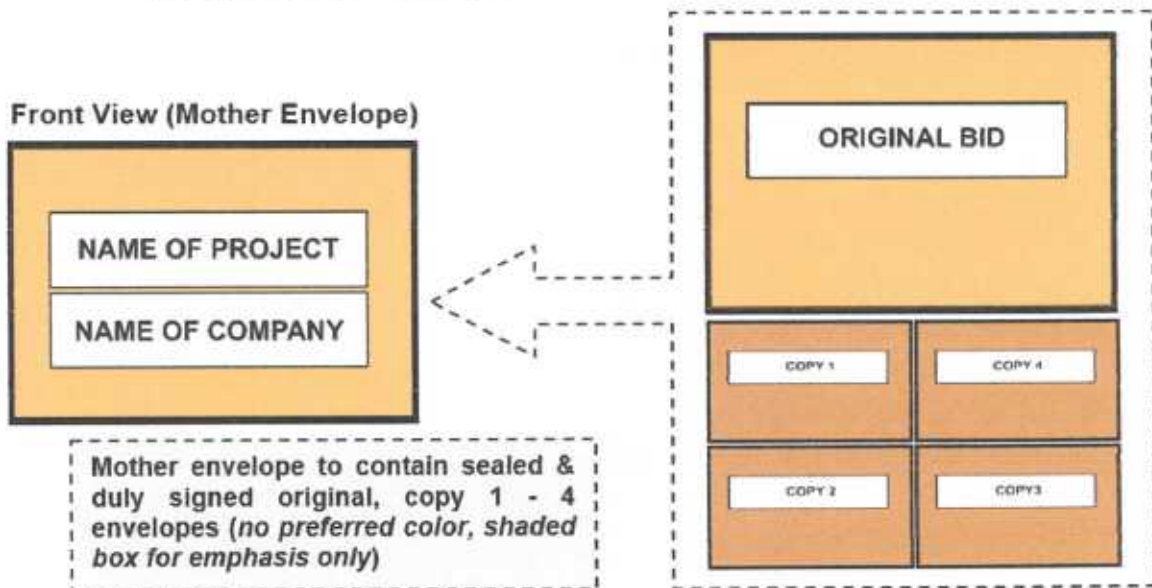 Front View (Mother Envelope)
NAME OF PROJECT
NAME OF COMPANY
Mother envelope to contain sealed &
duly signed original, copy 1 - 4
envelopes (no preferred color, shaded
box for emphasis only)
ORIGINAL BID
COPY 1
COPY 4
COPY 2
COPY3